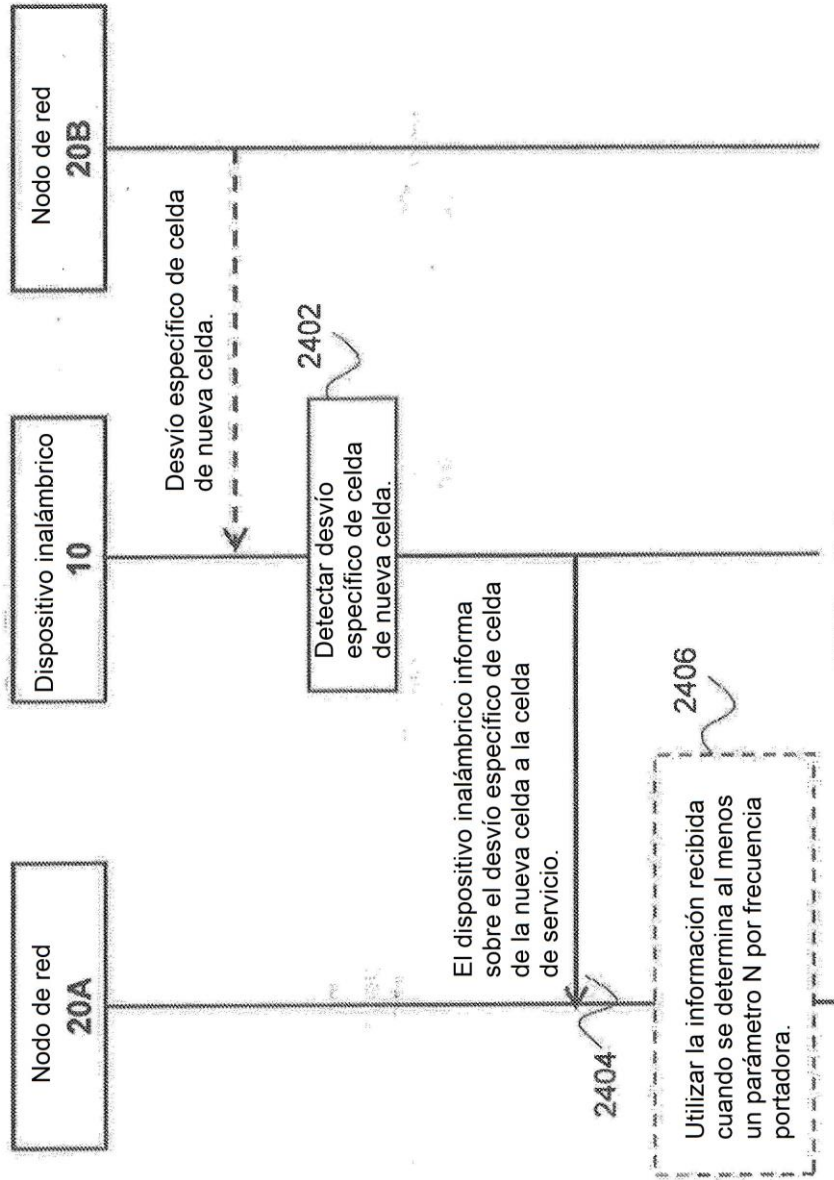 Nodo de red
20A
Dispositivo inalámbrico
10
Nodo de red
20B
Desvío específico de celda
de nueva celda.
2402
Detectar desvío
específico de celda
de nueva celda.
El dispositivo inalámbrico informa
sobre el desvío específico de celda
de la nueva celda a la celda
de servicio.
2404
2406
Utilizar la información recibida
cuando se determina al menos
un parámetro N por frecuencia
portadora.